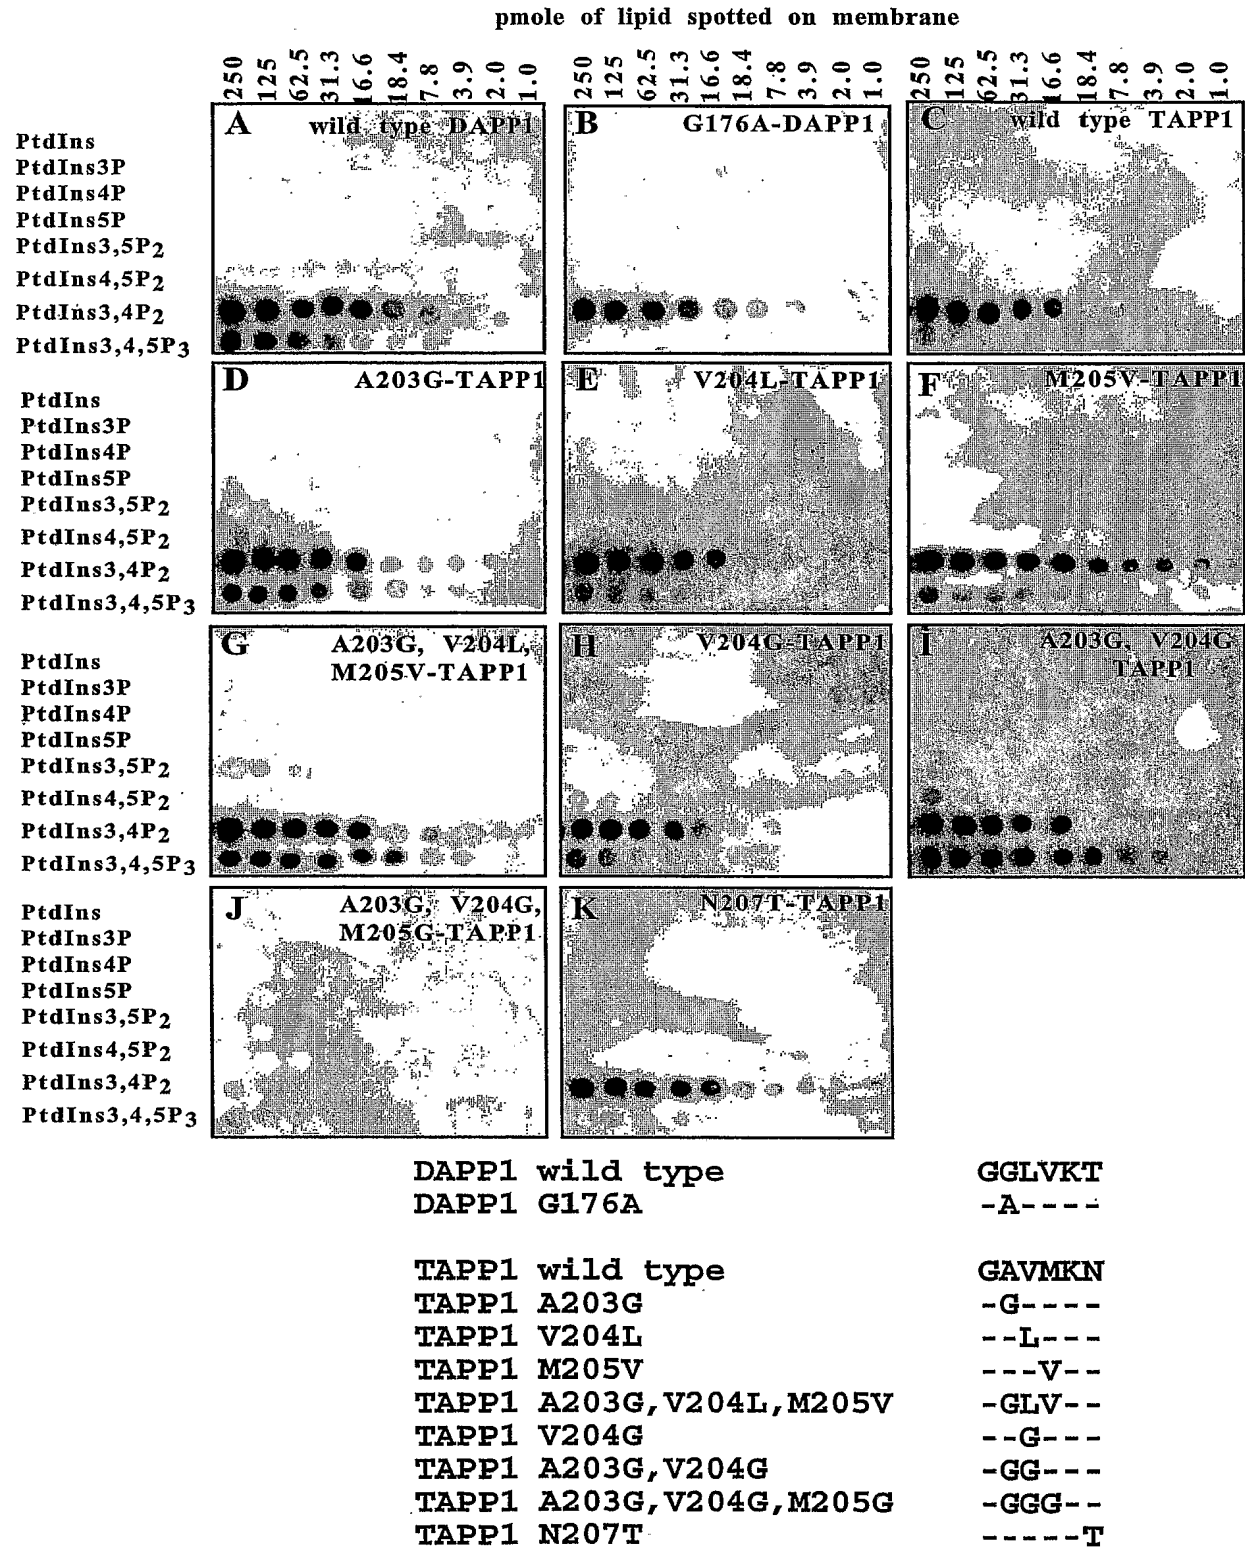 pmole of lipid spotted on membrane
250 125 62.5 31.3 16.6 18.4 7.8 3.9 2.0 1.0 250 125 62.5 31.3 16.6 18.4 7.8 3.9 2.0 1.0 250 125 62.5 31.3 16.6 18.4 7.8 3.9 2.0 1.0
A wild type DAPP1 B G176A-DAPP1 C wild type TAPP1
PtdIns
PtdIns3P
PtdIns4P
PtdIns5P
PtdIns3,5P2
PtdIns4,5P2
PtdIns3,4P2
PtdIns3,4,5P3
D A203G-TAPP1 E V204L-TAPP1 F M205V-TAPP1
PtdIns
PtdIns3P
PtdIns4P
PtdIns5P
PtdIns3,5P2
PtdIns4,5P2
PtdIns3,4P2
PtdIns3,4,5P3
G A203G, V204L, H V204G-TAPP1 I A203G, V204G
M205V-TAPP1 TAPP1
PtdIns
PtdIns3P
PtdIns4P
PtdIns5P
PtdIns3,5P2
PtdIns4,5P2
PtdIns3,4P2
PtdIns3,4,5P3
J A203G, V204G, K N207T-TAPP1
M205G-TAPP1
PtdIns
PtdIns3P
PtdIns4P
PtdIns5P
PtdIns3,5P2
PtdIns4,5P2
PtdIns3,4P2
PtdIns3,4,5P3
DAPP1 wild type GGLVKT
DAPP1 G176A -A----
TAPP1 wild type GAVMKN
TAPP1 A203G -G----
TAPP1 V204L --L---
TAPP1 M205V ---V--
TAPP1 A203G,V204L,M205V -GLV--
TAPP1 V204G --G---
TAPP1 A203G,V204G -GG---
TAPP1 A203G,V204G,M205G -GGG--
TAPP1 N207T -----T